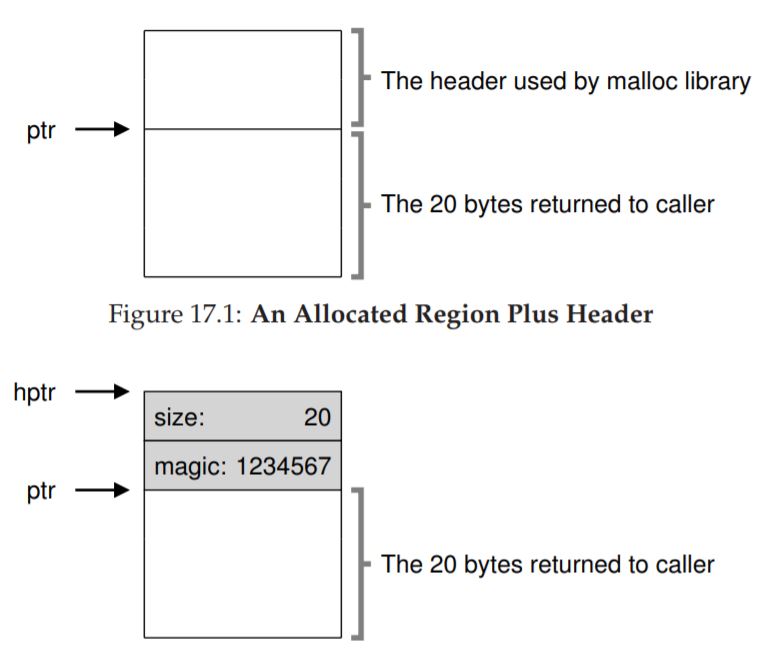 The header used by malloc library
ptr
The 20 bytes returned to caller
Figure 17.1: An Allocated Region Plus Header
hptr
size: 20
magic: 1234567
ptr
The 20 bytes returned to caller